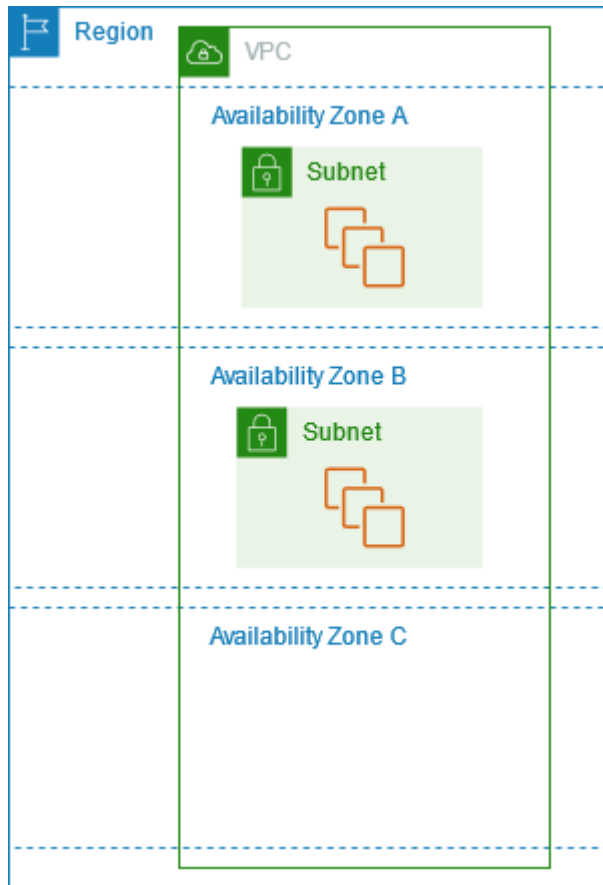 Region
VPC
Availability Zone A
Subnet
Availability Zone B
Subnet
Availability Zone C